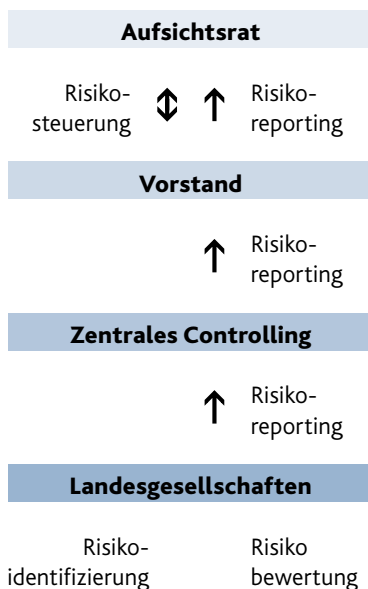 Aufsichtsrat
Risiko-
steuerung
Risiko-
reporting
Vorstand
Risiko-
reporting
Zentrales Controlling
Risiko-
reporting
Landesgesellschaften
Risiko-
identifizierung
Risiko
bewertung